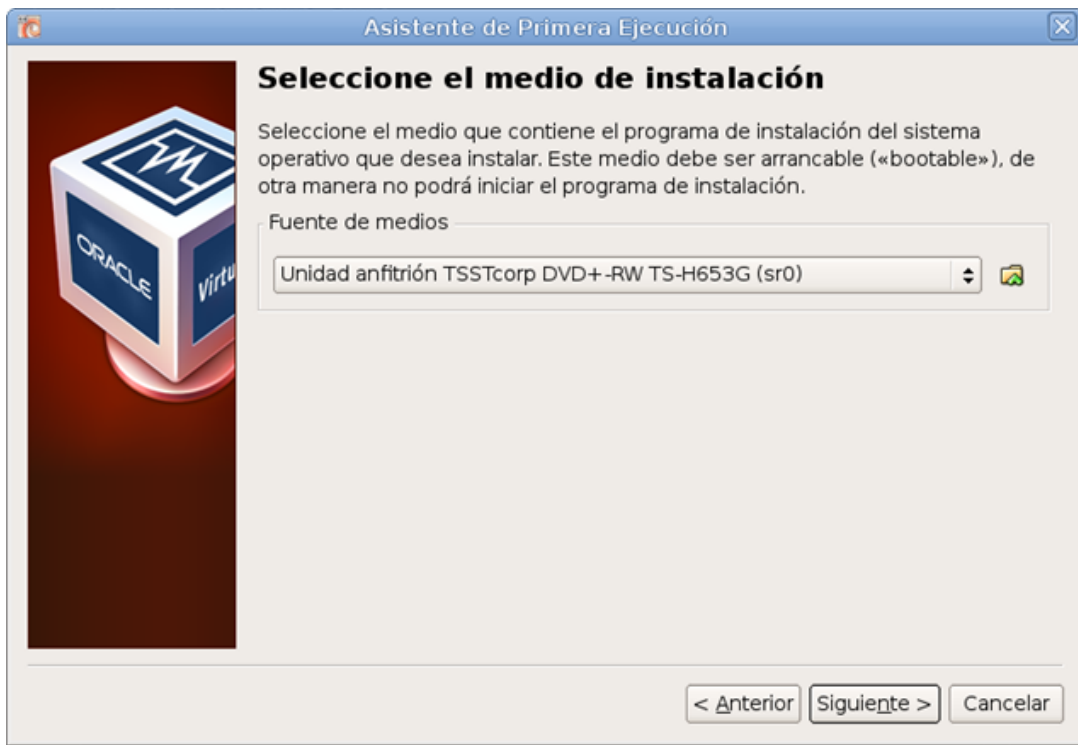 Asistente de Primera Ejecución
Seleccione el medio de instalación
Seleccione el medio que contiene el programa de instalación del sistema
operativo que desea instalar. Este medio debe ser arrancable («bootable»), de
otra manera no podrá iniciar el programa de instalación.
Fuente de medios
Unidad anfitrión TSSTcorp DVD+-RW TS-H653G (sr0)
ORACLE
Virtu
< Anterior
Siguiente >
Cancelar